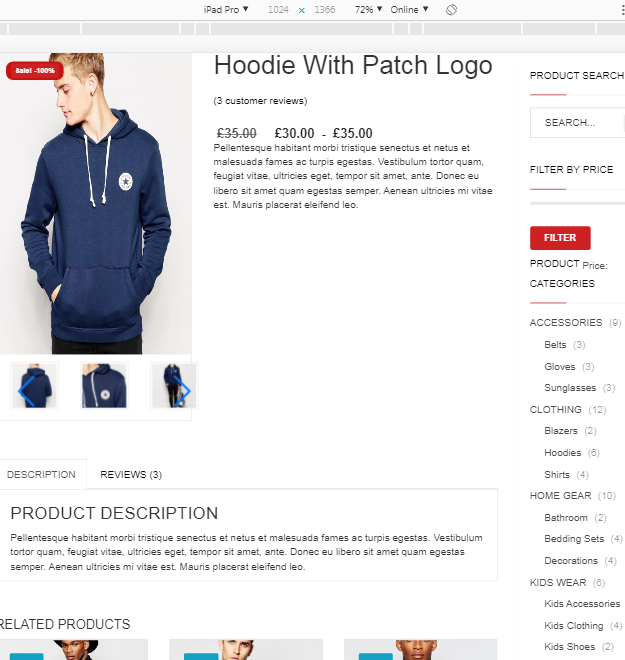 iPad Pro ▼ 1024 × 1366 72% ▼ Online ▼
Sale! -100%
Hoodie With Patch Logo
(3 customer reviews)
£35.00 £30.00 - £35.00
Pellentesque habitant morbi tristique senectus et netus et
malesuada fames ac turpis egestas. Vestibulum tortor quam,
feugiat vitae, ultricies eget, tempor sit amet, ante. Donec eu
libero sit amet quam egestas semper. Aenean ultricies mi vitae
est. Mauris placerat eleifend leo.
DESCRIPTION REVIEWS (3)
PRODUCT DESCRIPTION
Pellentesque habitant morbi tristique senectus et netus et malesuada fames ac turpis egestas. Vestibulum
tortor quam, feugiat vitae, ultricies eget, tempor sit amet, ante. Donec eu libero sit amet quam egestas
semper. Aenean ultricies mi vitae est. Mauris placerat eleifend leo.
RELATED PRODUCTS
PRODUCT SEARCH
SEARCH...
FILTER BY PRICE
FILTER
PRODUCT Price:
CATEGORIES
ACCESSORIES (9)
Belts (3)
Gloves (3)
Sunglasses (3)
CLOTHING (12)
Blazers (2)
Hoodies (6)
Shirts (4)
HOME GEAR (10)
Bathroom (2)
Bedding Sets (4)
Decorations (4)
KIDS WEAR (6)
Kids Accessories
Kids Clothing (4)
Kids Shoes (2)